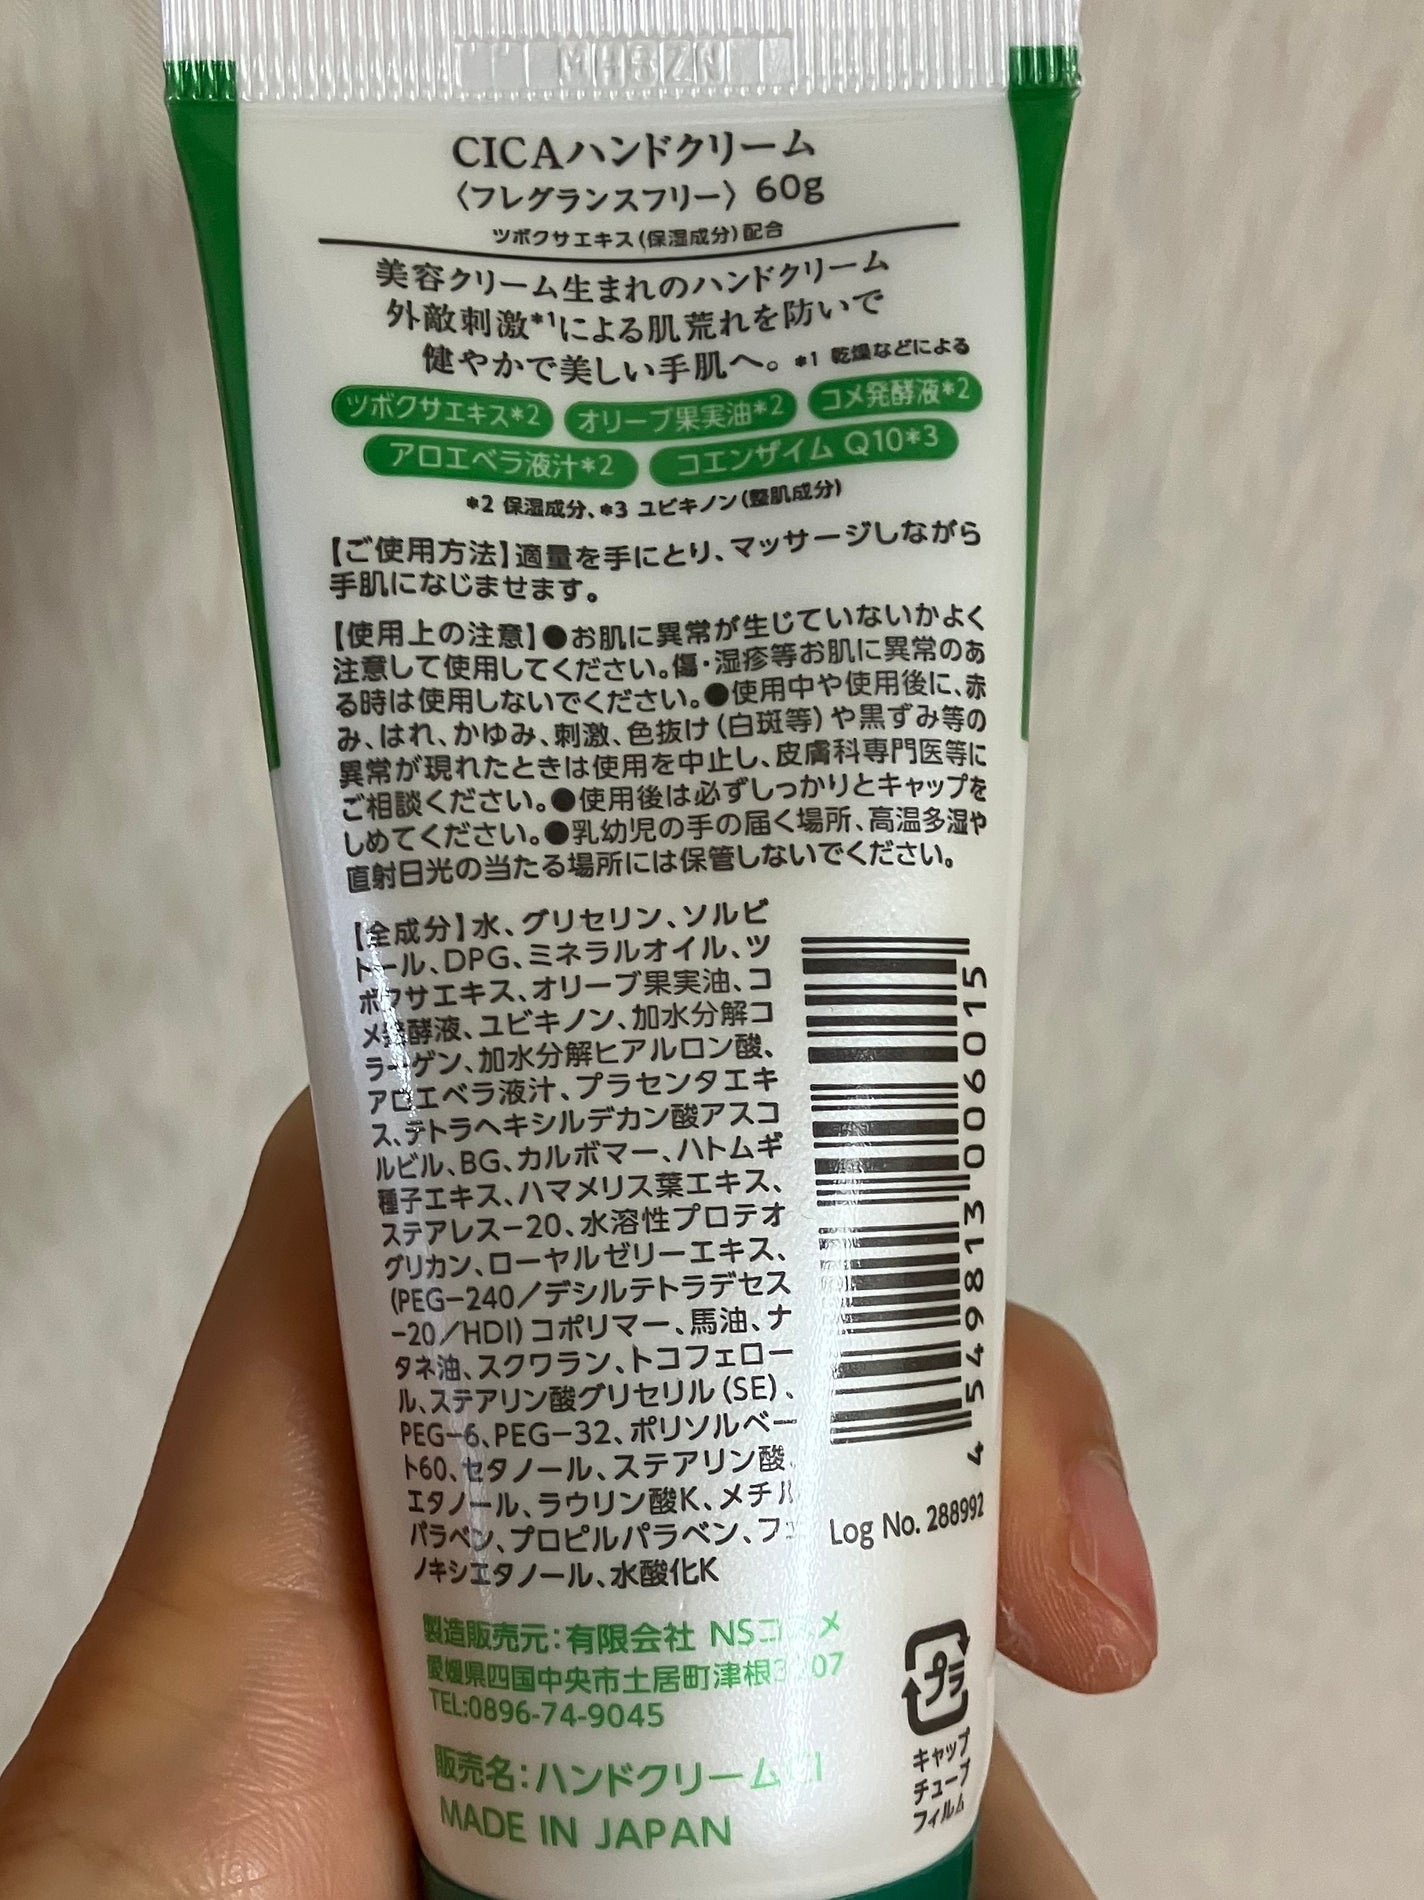 CICAハンドクリーム
〈フレグランスフリー〉60g
ツボクサエキス(保湿成分)配合
美容クリーム生まれのハンドクリーム
外敵刺激*1による肌荒れを防いで
健やかで美しい手肌へ。*1 乾燥などによる
ツボクサエキス*2 オリーブ果実油*2 コメ発酵液*2
アロエベラ液汁*2 コエンザイム Q10*3
*2 保湿成分、*3 ユビキノン(整肌成分)
【ご使用方法】適量を手にとり、マッサージしながら
手肌になじませます。
【使用上の注意】●お肌に異常が生じていないかよく
注意して使用してください。傷・湿疹等お肌に異常のあ
る時は使用しないでください。●使用中や使用後に、赤
み、はれ、かゆみ、刺激、色抜け(白斑等)や黒ずみ等の
異常が現れたときは使用を中止し、皮膚科専門医等に
ご相談ください。●使用後は必ずしっかりとキャップを
しめてください。●乳幼児の手の届く場所、高温多湿や
直射日光の当たる場所には保管しないでください。
【全成分】水、グリセリン、ソルビ
トール、DPG、ミネラルオイル、ツ
ボクサエキス、オリーブ果実油、コ
メ発酵液、ユビキノン、加水分解コ
ラーゲン、加水分解ヒアルロン酸、
アロエベラ液汁、プラセンタエキ
ス、テトラヘキシルデカン酸アスコ
ルビル、BG、カルボマー、ハトムギ
種子エキス、ハマメリス葉エキス、
ステアレス-20、水溶性プロテオ
グリカン、ローヤルゼリーエキス、
(PEG-240/デシルテトラデセス
-20/HDI)コポリマー、馬油、ナ
タネ油、スクワラン、トコフェロー
ル、ステアリン酸グリセリル(SE)、
PEG-6、PEG-32、ポリソルベー
ト60、セタノール、ステアリン酸、
エタノール、ラウリン酸K、メチル
パラベン、プロピルパラベン、フェ
ノキシエタノール、水酸化K
4 549813 006015
Log No. 288992
製造販売元:有限会社 NSコスメ
愛媛県四国中央市土居町津根
TEL:0896-74-9045
販売名:ハンドクリーム
MADE IN JAPAN
プラ
キャップ
チューブ
フィルム